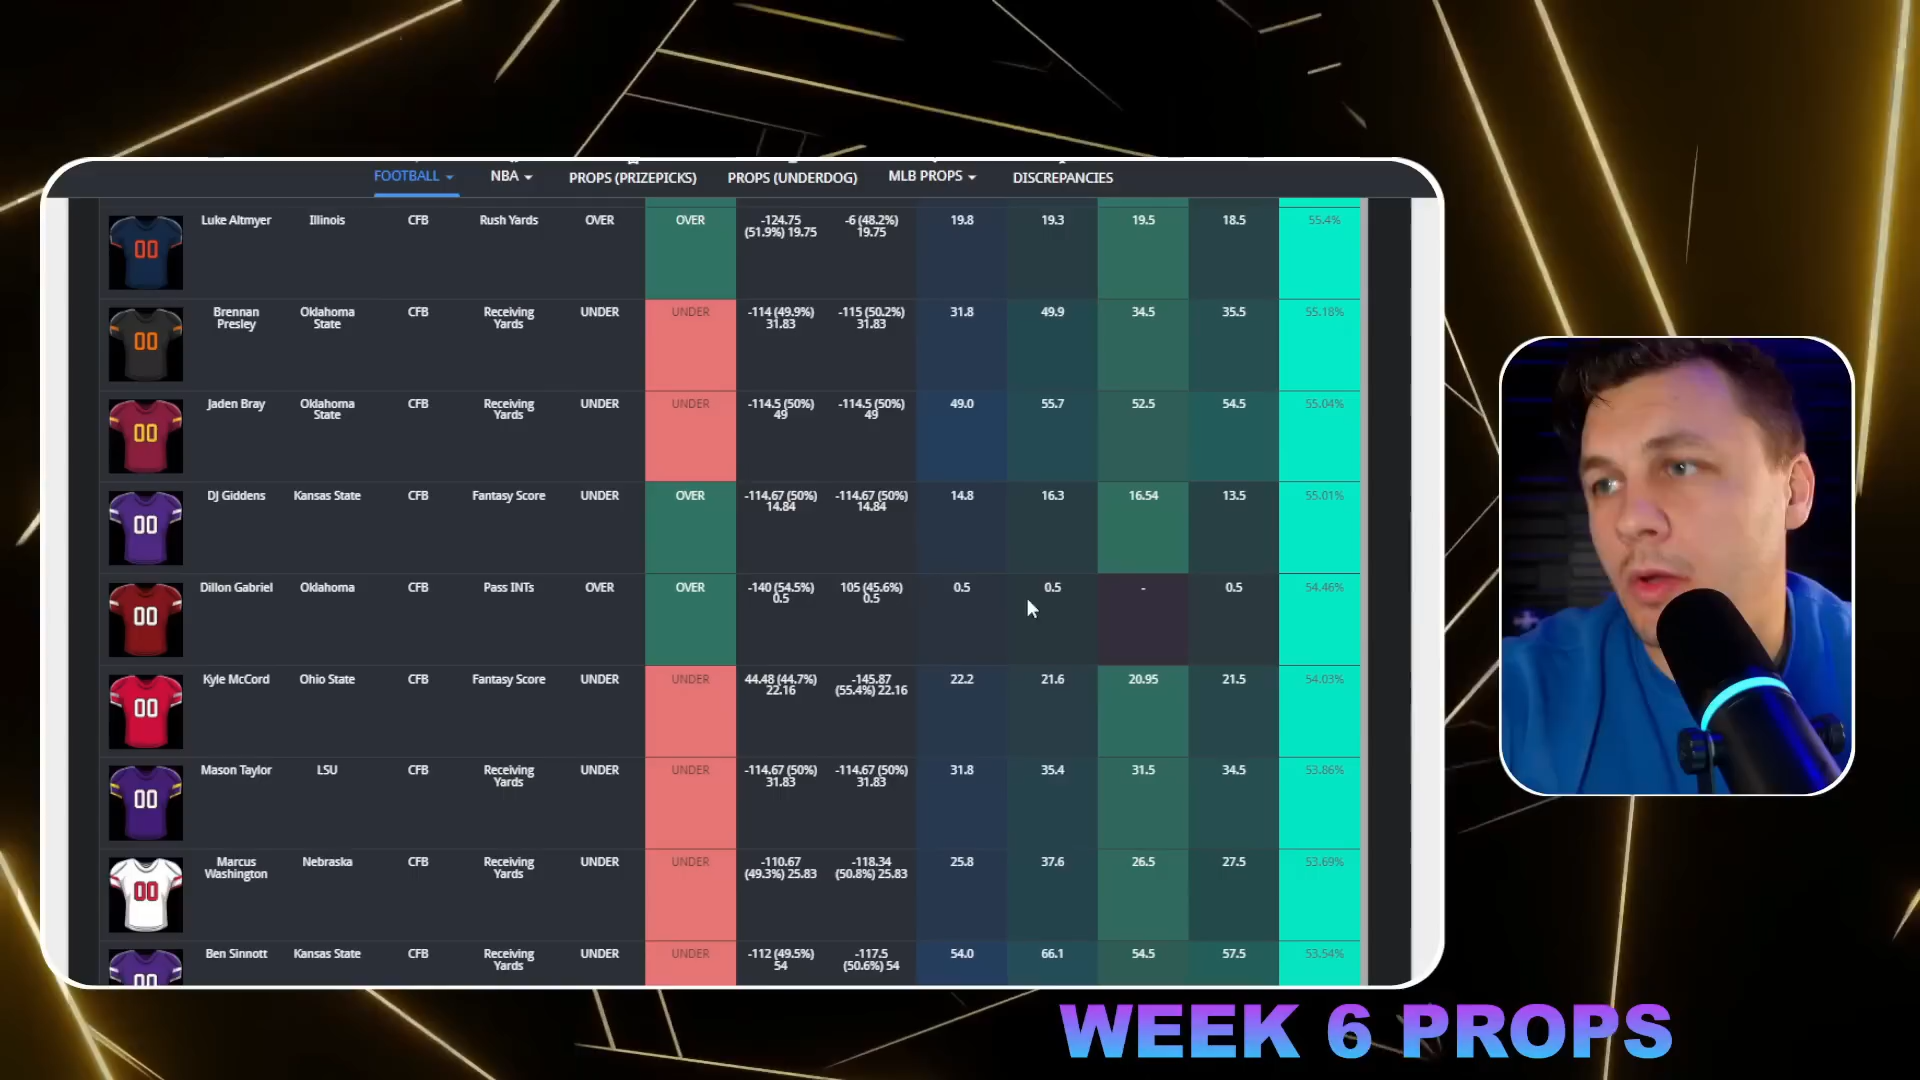 FOOTBALL
NBA
PROPS (PRIZEPICKS)
PROPS (UNDERDOG)
MLB PROPS
DISCREPANCIES
00 Luke Altmyer Illinois CFB Rush Yards OVER OVER -124.75 -6 (48.2%) 19.8 19.3 19.5 18.5 55.4%
(51.9%) 19.75 19.75
00 Brennan Oklahoma CFB Receiving UNDER UNDER -114 (49.9%) -115 (50.2%) 31.8 49.9 34.5 35.5 55.18%
Presley State Yards 31.83 31.83
00 Jaden Bray Oklahoma CFB Receiving UNDER UNDER -114.5 (50%) -114.5 (50%) 49.0 55.7 52.5 54.5 55.04%
State Yards 49 49
00 DJ Giddens Kansas State CFB Fantasy Score UNDER OVER -114.67 (50%) -114.67 (50%) 14.8 16.3 16.54 13.5 55.01%
14.84 14.84
00 Dillon Gabriel Oklahoma CFB Pass INTs OVER OVER -140 (54.5%) 105 (45.6%) 0.5 0.5 - 0.5 54.46%
0.5 0.5
00 Kyle McCord Ohio State CFB Fantasy Score UNDER UNDER 44.48 (44.7%) -145.87 22.2 21.6 20.95 21.5 54.03%
22.16 (55.4%) 22.16
00 Mason Taylor LSU CFB Receiving UNDER UNDER -114.67 (50%) -114.67 (50%) 31.8 35.4 31.5 34.5 53.86%
Yards 31.83 31.83
00 Marcus Nebraska CFB Receiving UNDER UNDER -110.67 -118.34 25.8 37.6 26.5 27.5 53.69%
Washington Yards (49.3%) 25.83 (50.8%) 25.83
00 Ben Sinnott Kansas State CFB Receiving UNDER UNDER -112 (49.5%) -117.5 54.0 66.1 54.5 57.5 53.54%
Yards 54 (50.6%) 54
WEEK 6 PROPS